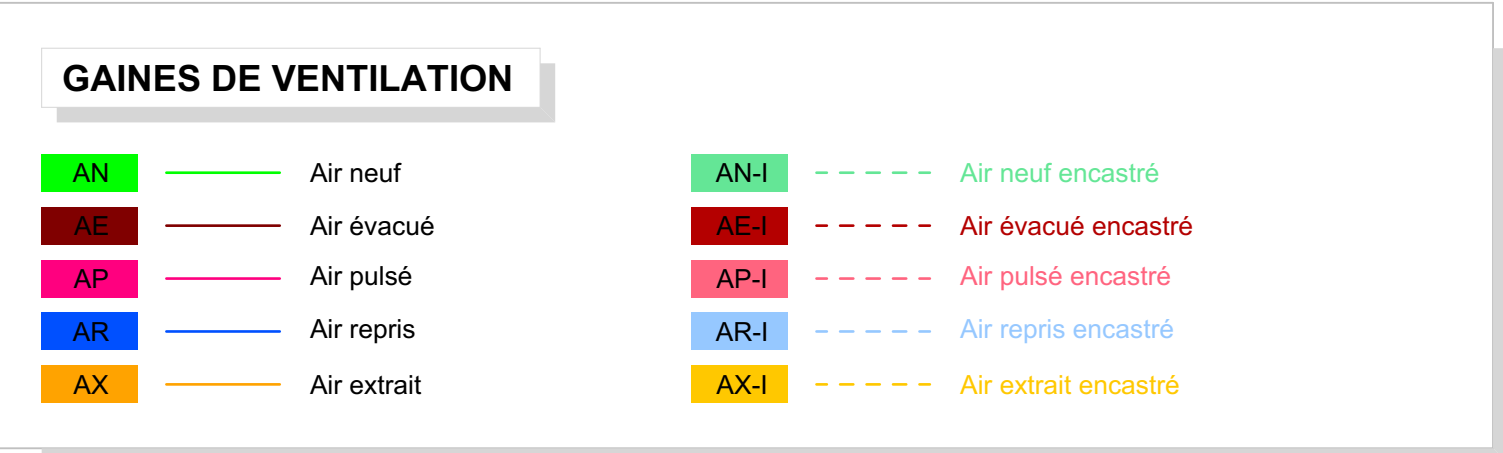 GAINES DE VENTILATION
AN Air neuf AN-I Air neuf encastré
AE Air évacué AE-I Air évacué encastré
AP Air pulsé AP-I Air pulsé encastré
AR Air repris AR-I Air repris encastré
AX Air extrait AX-I Air extrait encastré